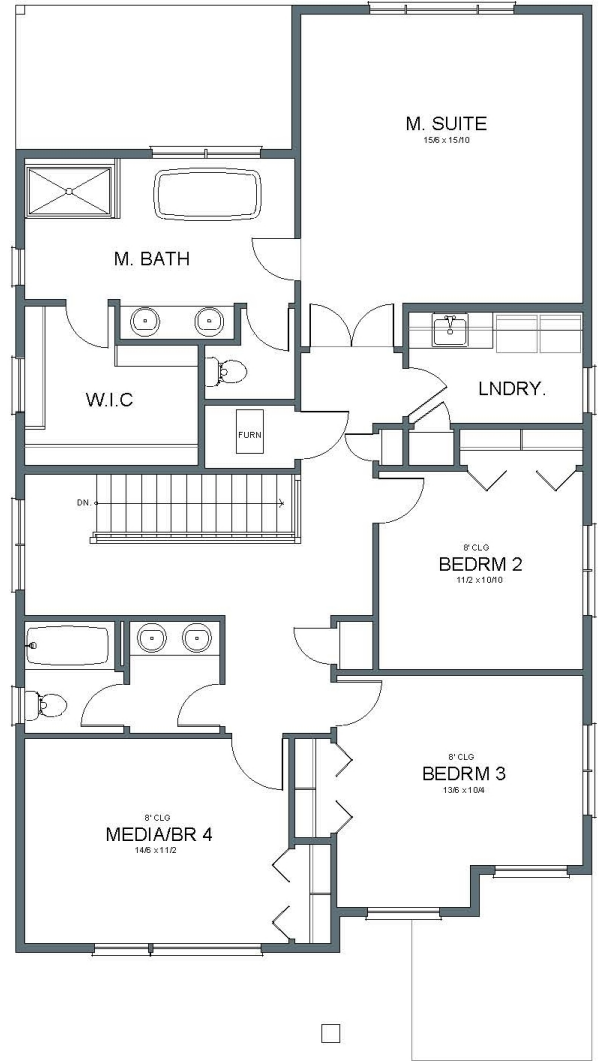 M. SUITE
15/6 x 15/10
M. BATH
W.I.C
LNDRY.
FURN
DN.
8' CLG
BEDRM 2
11/2 x 10/10
8' CLG
BEDRM 3
13/6 x 10/4
8' CLG
MEDIA/BR 4
14/6 x 11/2